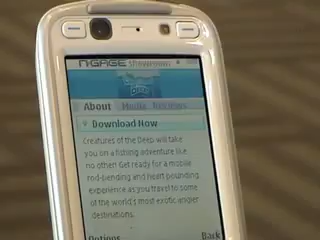 N-GAGE Showroom
About Media Reviews
Download Now
Creatures of the Deep will take
you on a fishing adventure like
no other! Get ready for a mobile
rod-bending and heart pounding
experience as you travel to some
of the world's most exotic angler
destinations.
Options Back